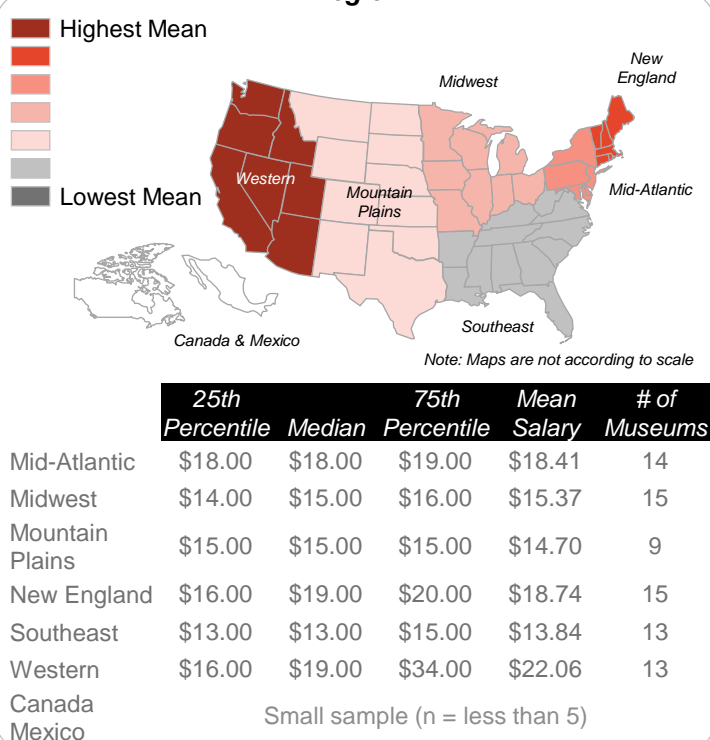 Highest Mean
New
England
Midwest
Western
Mountain
Plains
Mid-Atlantic
Lowest Mean
Southeast
Canada & Mexico
Note: Maps are not according to scale
25th Percentile Median 75th Percentile Mean Salary # of Museums
Mid-Atlantic $18.00 $18.00 $19.00 $18.41 14
Midwest $14.00 $15.00 $16.00 $15.37 15
Mountain Plains $15.00 $15.00 $15.00 $14.70 9
New England $16.00 $19.00 $20.00 $18.74 15
Southeast $13.00 $13.00 $15.00 $13.84 13
Western $16.00 $19.00 $34.00 $22.06 13
Canada
Mexico
Small sample (n = less than 5)